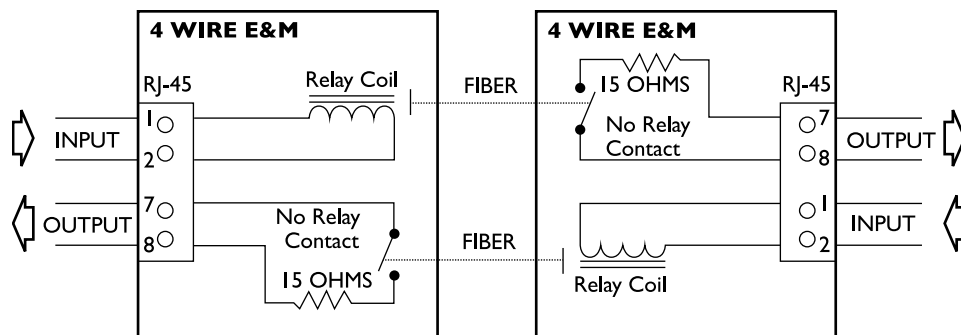 4 WIRE E&M
RJ-45
Relay Coil
1
INPUT
2
7
OUTPUT
8
No Relay
Contact
15 OHMS
FIBER
FIBER
4 WIRE E&M
15 OHMS
RJ-45
No Relay
Contact
7
OUTPUT
8
1
INPUT
2
Relay Coil